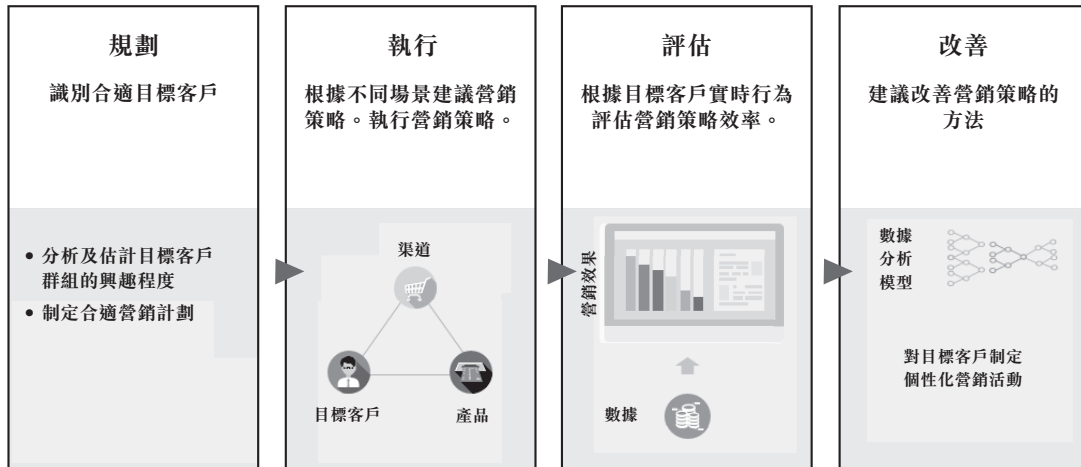 規劃
識別合適目標客戶
• 分析及估計目標客戶
群組的興趣程度
• 制定合適營銷計劃
執行
根據不同場景建議營銷
策略。執行營銷策略。
渠道
目標客戶
產品
評估
根據目標客戶實時行為
評估營銷策略效率。
營銷效果
數據
改善
建議改善營銷策略的
方法
數據
分析
模型
對目標客戶制定
個性化營銷活動